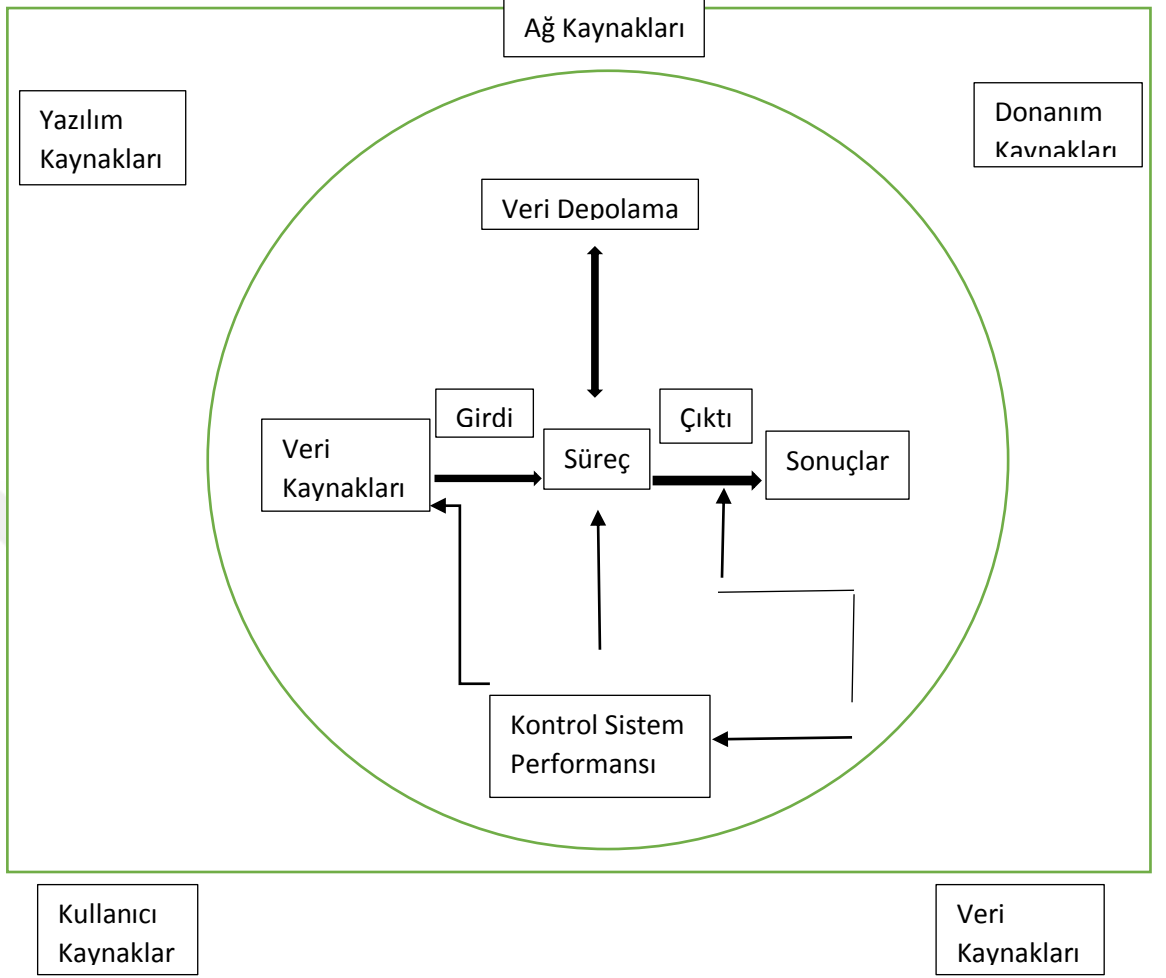 Ağ Kaynakları
Yazılım
Kaynakları
Donanım
Kaynakları
Veri Depolama
Girdi
Çıktı
Veri
Kaynakları
Süreç
Sonuçlar
Kontrol Sistem
Performansı
Kullanıcı
Kaynaklar
Veri
Kaynakları